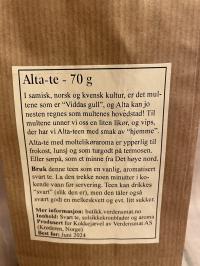 Alta-te - 70 g
I samisk, norsk og kvensk kultur, er det mul-
tene som er "Viddas gull", og Alta kan jo
nesten regnes som multenes hovedstad! Til
multene unner vi oss en liten likør, og vips,
der har vi Alta-teen med smak av "hjemme".
Alta-te med moltelikøraroma er ypperlig til
frokost, lunsj og som turgodt på termosen.
Eller sørpå, som et minne fra Det høye nord.
Bruk denne teen som en vanlig, aromatisert
svart te. La den trekke noen minutter i ko-
kende vann før servering. Teen kan drikkes
"svart" (slik den er), men den tåler også
svært godt en melkeskvett og evt. litt sukker.
Mer informasjon: butikk.verdensmat.no
Innhold: Svart te, solsikkekronblader og aroma
Produsert for Kokkejævel av Verdensmat AS
(Krødsem, Norge)
Best før: Juni 2024